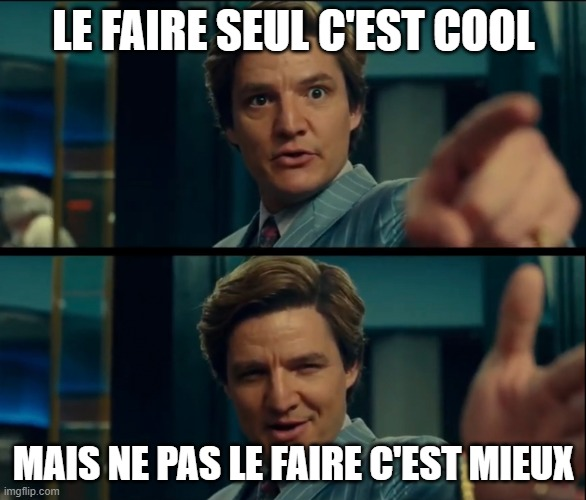 LE FAIRE SEUL C'EST COOL
MAIS NE PAS LE FAIRE C'EST MIEUX
imgflip.com